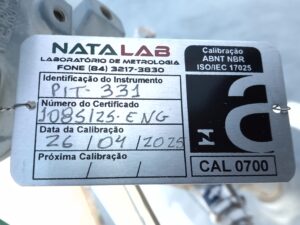 NATALAB
LABORATÓRIO DE METROLOGIA
FONE (84) 3217-3830
Calibração
ABNT NBR
ISO/IEC 17025
Identificação do Instrumento
PIT-331
Número do Certificado
1085/25-ENG
Data da Calibração
26/04/2025
Próxima Calibração
CAL 0700